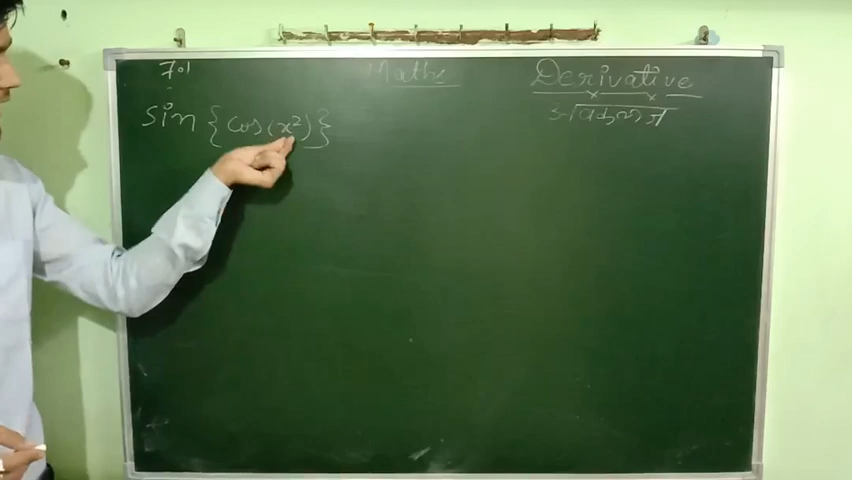 Maths
Derivative
अवकलज
sin {cos(x²)}